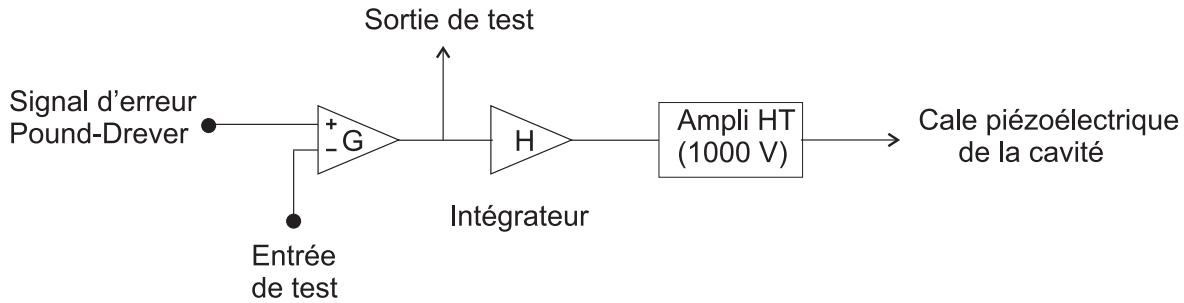 Sortie de test
Signal d'erreur
Pound-Drever
+
G
−
H
Ampli HT
(1000 V)
Cale piézoélectrique
de la cavité
Intégrateur
Entrée
de test